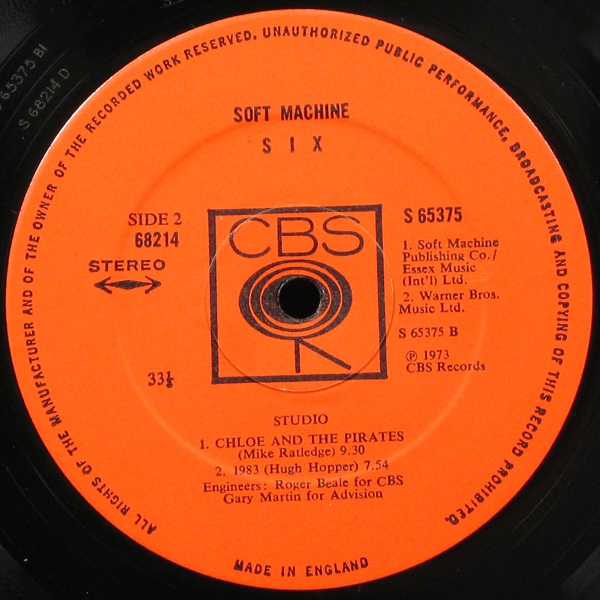 65375 BI
S 68214 D
ALL RIGHTS OF THE MANUFACTURER AND OF THE OWNER OF THE RECORDED WORK RESERVED. UNAUTHORIZED PUBLIC PERFORMANCE, BROADCASTING AND COPYING OF THIS RECORD PROHIBITED.
SOFT MACHINE
SIX
SIDE 2
68214
STEREO
33⅓
CBS
S 65375
1. Soft Machine
Publishing Co./
Essex Music
(Int'l) Ltd.
2. Warner Bros.
Music Ltd.
S 65375 B
℗ 1973
CBS Records
STUDIO
1. CHLOE AND THE PIRATES
(Mike Ratledge) 9.30
2. 1983 (Hugh Hopper) 7.54
Engineers: Roger Beale for CBS
Gary Martin for Advision
MADE IN ENGLAND